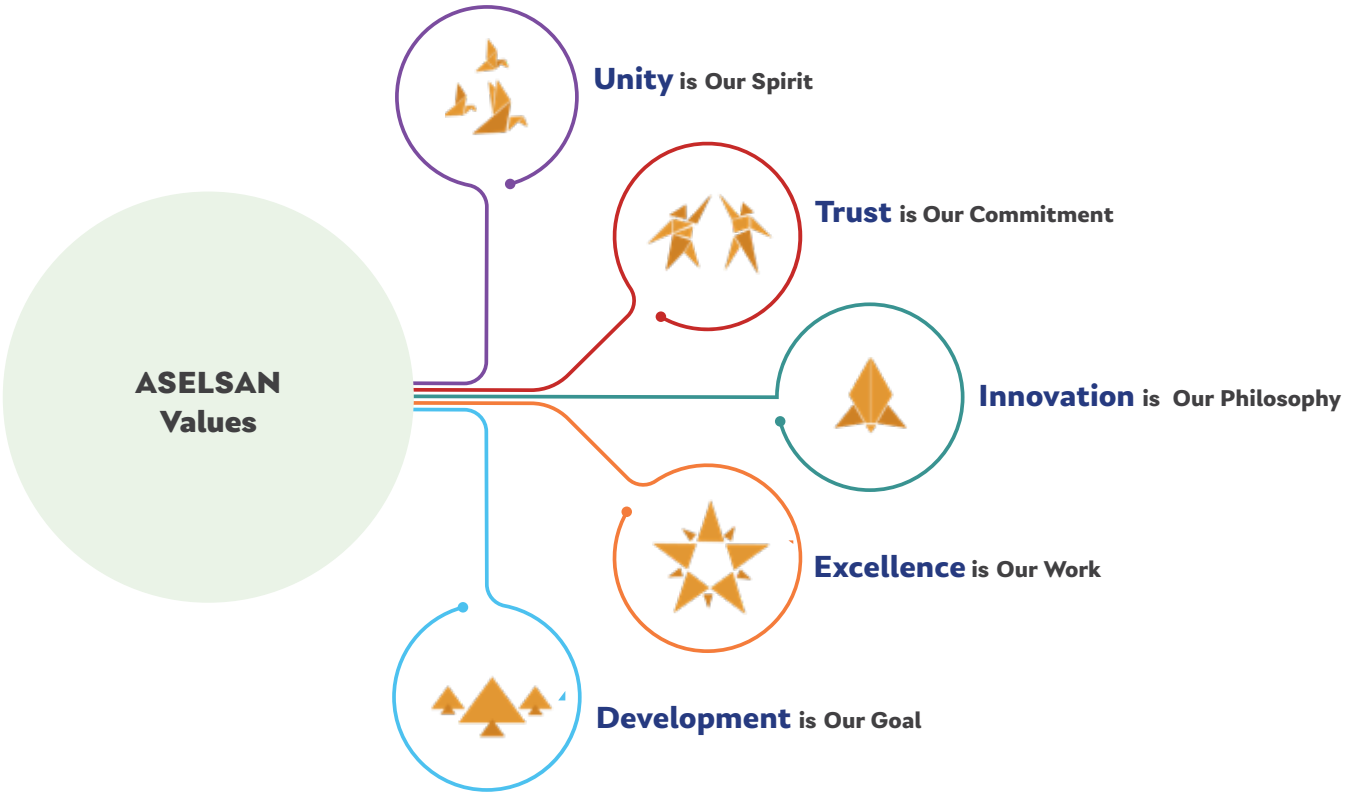 Unity is Our Spirit
Trust is Our Commitment
ASELSAN
Values
Innovation is Our Philosophy
Excellence is Our Work
Development is Our Goal